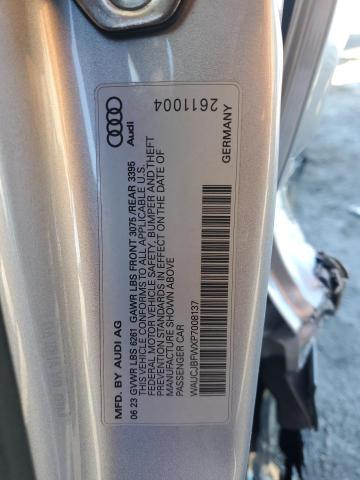 Audi
2611004
GERMANY
MFD. BY AUDI AG
06 23 GVWR LBS 6261 GAWR LBS FRONT 3075/REAR 3395
THIS VEHICLE CONFORMS TO ALL APPLICABLE U.S.
FEDERAL MOTOR VEHICLE SAFETY, BUMPER AND THEFT
PREVENTION STANDARDS IN EFFECT ON THE DATE OF
MANUFACTURE SHOWN ABOVE
PASSENGER CAR
WAUCJBFWXP7008137